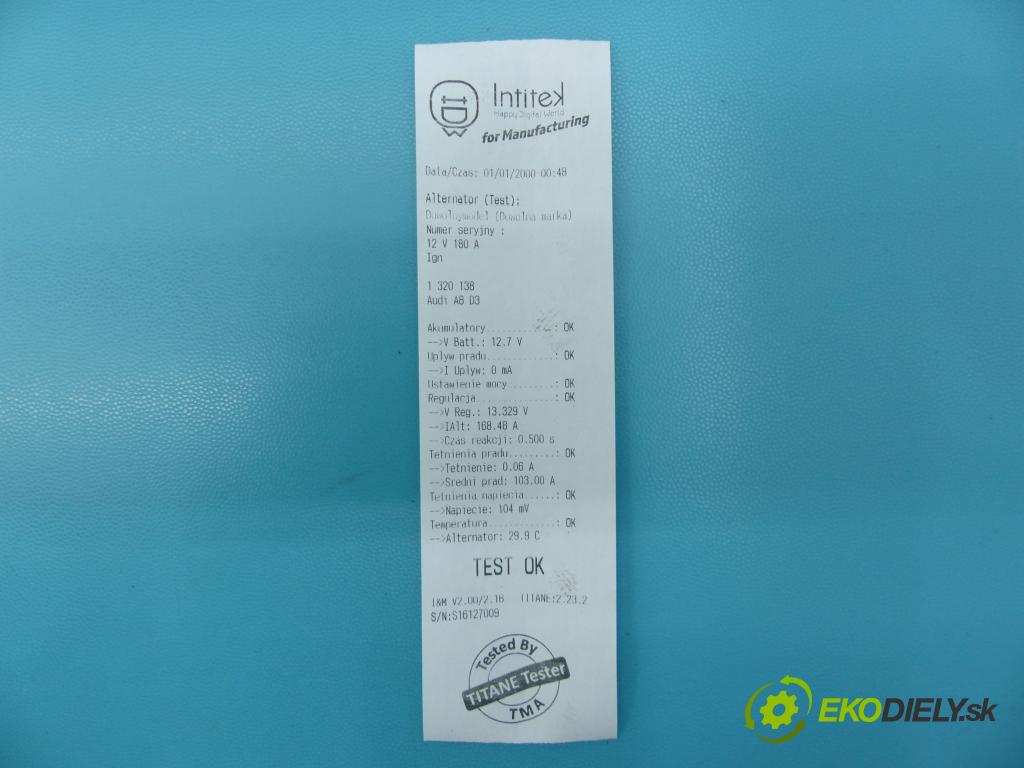 Intitek
Happy Digital World
for Manufacturing
Data/Czas: 01/01/2000 00:48
Alternator (Test):
Dowolnymodel (Dowolna marka)
Numer seryjny :
12 V 180 A
Ign
1 320 138
Audi A8 D3
Akumulatory............: OK
-->V Batt.: 12.7 V
Uplyw pradu............: OK
-->I Uplyw: 0 mA
Ustawienie mocy........: OK
Regulacja..............: OK
-->V Reg.: 13.329 V
-->IAlt: 168.48 A
-->Czas reakcji: 0.500 s
Tetnienia pradu........: OK
-->Tetnienie: 0.06 A
-->Sredni prad: 103.00 A
Tetnienia napiecia.....: OK
-->Napiecie: 104 mV
Temperatura............: OK
-->Alternator: 29.9 C
TEST OK
I&M V2.00/2.16 TITANE:2.23.2
S/N:S16127009
Tested By
TITANE Tester
TMA
EKODIELY.sk